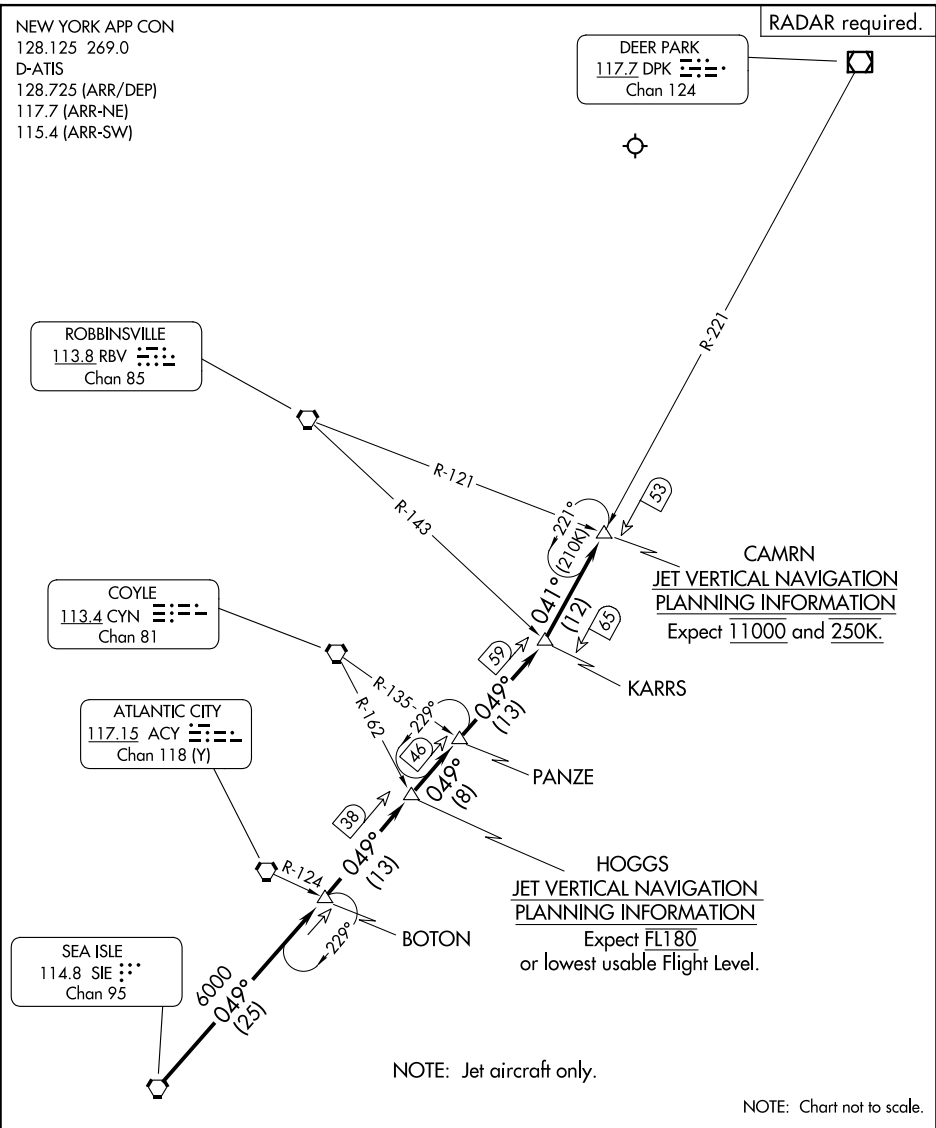 NEW YORK APP CON
128.125 269.0
D-ATIS
128.725 (ARR/DEP)
117.7 (ARR-NE)
115.4 (ARR-SW)
RADAR required.
DEER PARK
117.7 DPK
Chan 124
R-221
ROBBINSVILLE
113.8 RBV
Chan 85
R-121
R-143
53
221°
(210K)
041°
(12)
CAMRN
JET VERTICAL NAVIGATION
PLANNING INFORMATION
Expect 11000 and 250K.
COYLE
113.4 CYN
Chan 81
65
59
KARRS
R-135
R-162
229°
049°
(13)
46
ATLANTIC CITY
117.15 ACY
Chan 118 (Y)
PANZE
049°
(8)
38
049°
(13)
HOGGS
JET VERTICAL NAVIGATION
PLANNING INFORMATION
Expect FL180
or lowest usable Flight Level.
R-124
BOTON
229°
SEA ISLE
114.8 SIE
Chan 95
6000
049°
(25)
NOTE: Jet aircraft only.
NOTE: Chart not to scale.